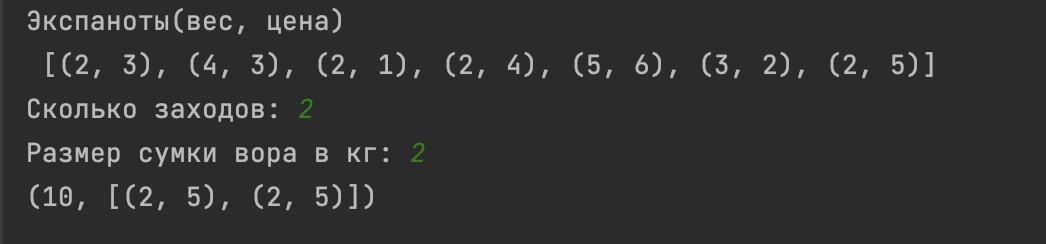 Экспаноты(вес, цена)
[(2, 3), (4, 3), (2, 1), (2, 4), (5, 6), (3, 2), (2, 5)]
Сколько заходов: 2
Размер сумки вора в кг: 2
(10, [(2, 5), (2, 5)])